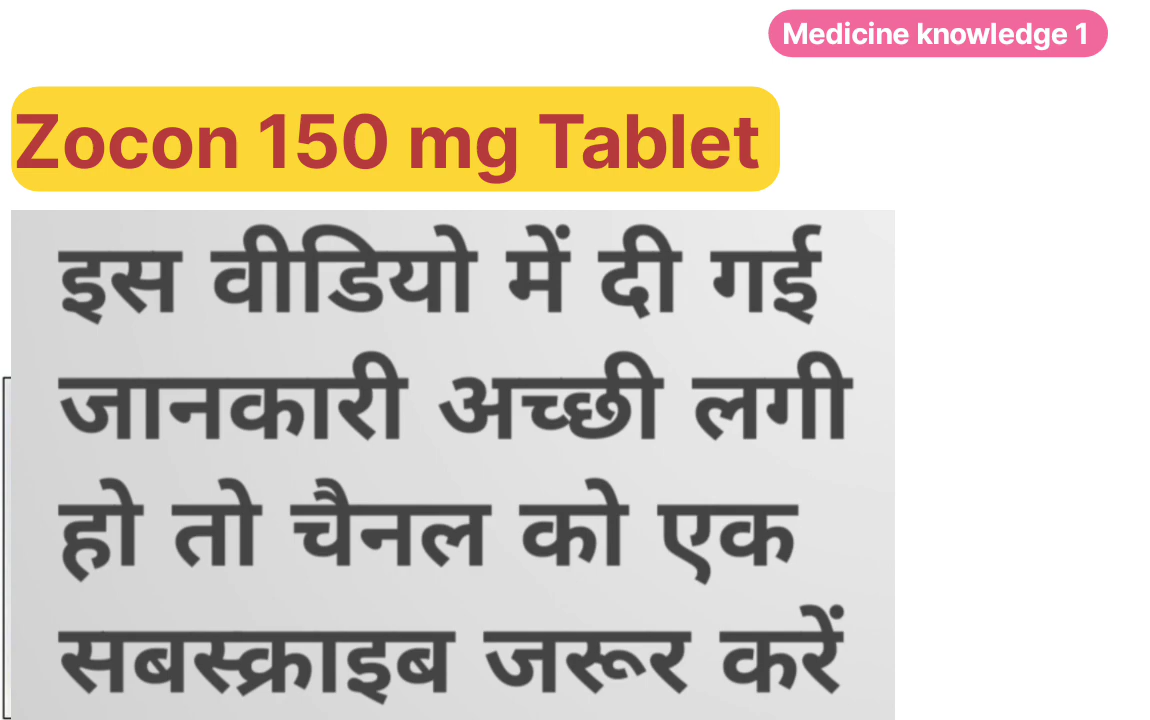 Medicine knowledge 1
Zocon 150 mg Tablet
इस वीडियो में दी गई
जानकारी अच्छी लगी
हो तो चैनल को एक
सबस्क्राइब जरूर करें